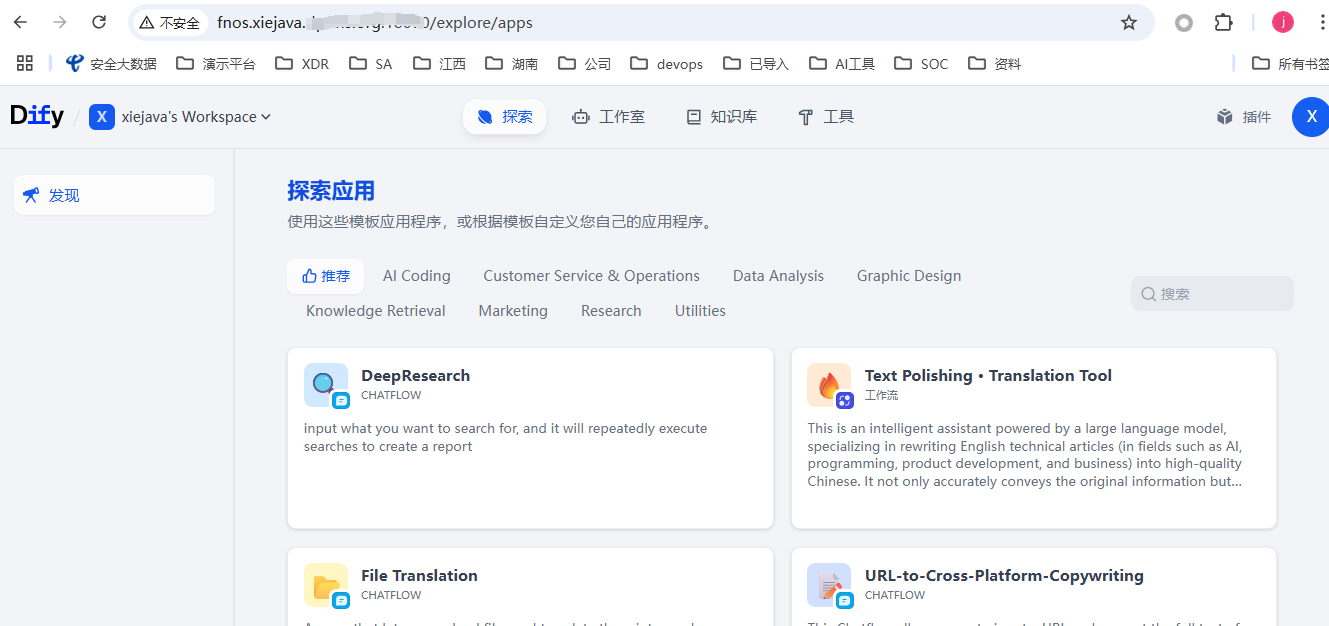 不安全 fnos.xiejava. /explore/apps
安全大数据 演示平台 XDR SA 江西 湖南 公司 devops 已导入 AI工具 SOC 资料 所有书签
Dify / X xiejava's Workspace 探索 工作室 知识库 工具 插件 X
发现
探索应用
使用这些模板应用程序，或根据模板自定义您自己的应用程序。
推荐 AI Coding Customer Service & Operations Data Analysis Graphic Design
Knowledge Retrieval Marketing Research Utilities
搜索
DeepResearch
CHATFLOW
input what you want to search for, and it will repeatedly execute
searches to create a report
Text Polishing • Translation Tool
工作流
This is an intelligent assistant powered by a large language model,
specializing in rewriting English technical articles (in fields such as AI,
programming, product development, and business) into high-quality
Chinese. It not only accurately conveys the original information but...
File Translation
CHATFLOW
URL-to-Cross-Platform-Copywriting
CHATFLOW